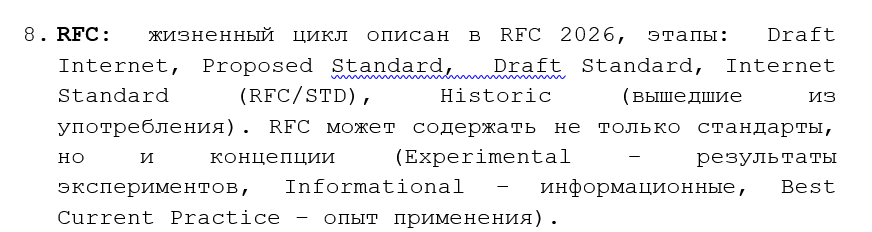 8. RFC: жизненный цикл описан в RFC 2026, этапы: Draft
Internet, Proposed Standard, Draft Standard, Internet
Standard (RFC/STD), Historic (вышедшие из
употребления). RFC может содержать не только стандарты,
но и концепции (Experimental – результаты
экспериментов, Informational – информационные, Best
Current Practice – опыт применения).